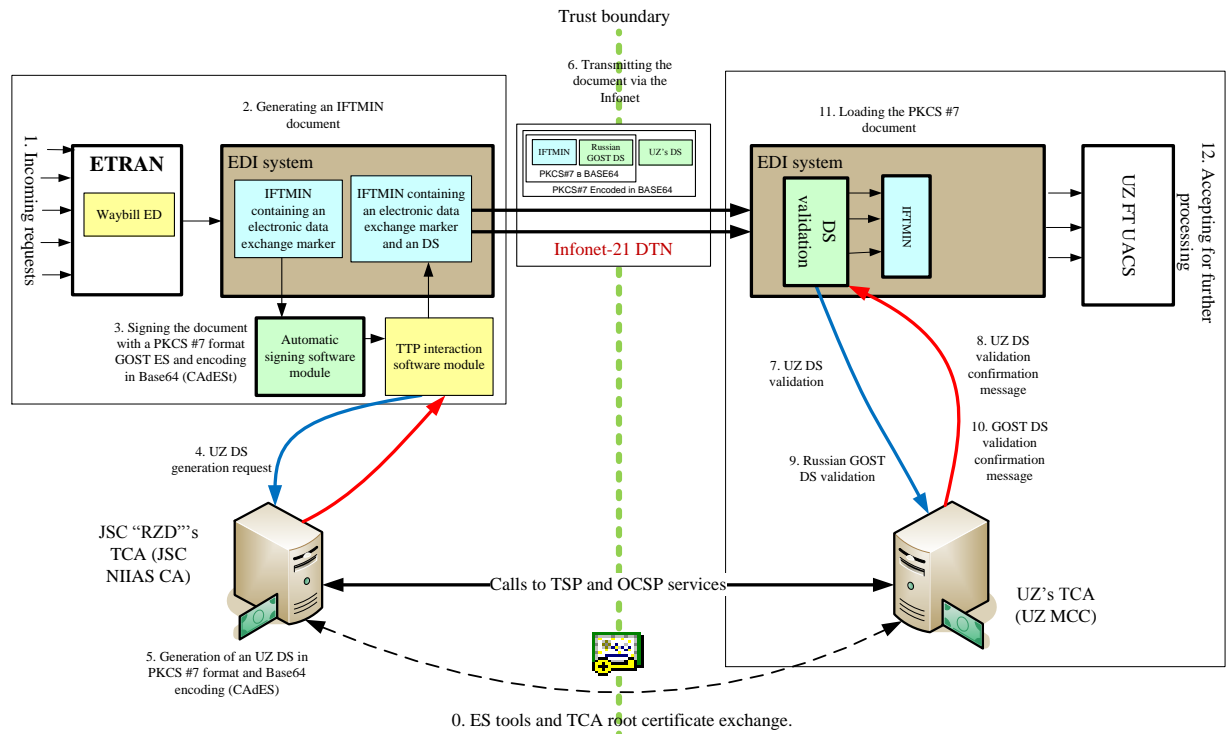 Trust boundary
1. Incoming
requests
ETRAN
Waybill ED
2. Generating an IFTMIN
document
EDI system
IFTMIN
containing an
electronic data
exchange marker
IFTMIN containing
an electronic data
exchange marker
and an DS
3. Signing the document
with a PKCS #7 format
GOST ES and encoding
in Base64 (CAdESt)
Automatic
signing software
module
TTP interaction
software module
6. Transmitting the
document via the
Infonet
IFTMIN
Russian
GOST DS
UZ's DS
PKCS#7 в BASE64
PKCS#7 Encoded in BASE64
Infonet-21 DTN
11. Loading the PKCS #7
document
EDI system
DS
validation
IFTMIN
UZ FT UACS
12. Accepting for further
processing
4. UZ DS
generation request
7. UZ DS
validation
8. UZ DS
validation
confirmation
message
9. Russian GOST
DS validation
10. GOST DS
validation
confirmation
message
JSC “RZD”’s
TCA (JSC
NIIAS CA)
Calls to TSP and OCSP services
UZ's TCA
(UZ MCC)
5. Generation of an UZ DS in
PKCS #7 format and Base64
encoding (CAdES)
0. ES tools and TCA root certificate exchange.